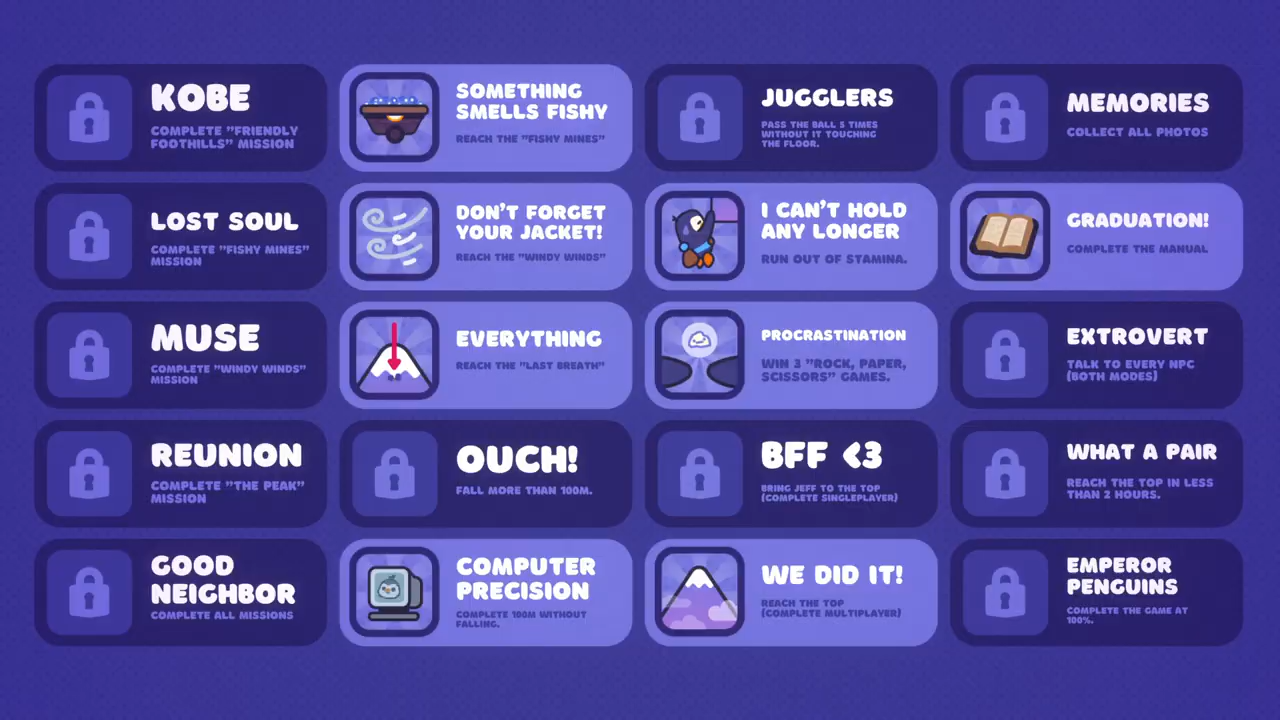 KOBE
COMPLETE "FRIENDLY
FOOTHILLS" MISSION
SOMETHING
SMELLS FISHY
REACH THE "FISHY MINES"
JUGGLERS
PASS THE BALL 5 TIMES
WITHOUT IT TOUCHING
THE FLOOR.
MEMORIES
COLLECT ALL PHOTOS
LOST SOUL
COMPLETE "FISHY MINES"
MISSION
DON'T FORGET
YOUR JACKET!
REACH THE "WINDY WINDS"
I CAN'T HOLD
ANY LONGER
RUN OUT OF STAMINA.
GRADUATION!
COMPLETE THE MANUAL
MUSE
COMPLETE "WINDY WINDS"
MISSION
EVERYTHING
REACH THE "LAST BREATH"
PROCRASTINATION
WIN 3 "ROCK, PAPER,
SCISSORS" GAMES.
EXTROVERT
TALK TO EVERY NPC
(BOTH MODES)
REUNION
COMPLETE "THE PEAK"
MISSION
OUCH!
FALL MORE THAN 100M.
BFF <3
BRING JEFF TO THE TOP
(COMPLETE SINGLEPLAYER)
WHAT A PAIR
REACH THE TOP IN LESS
THAN 2 HOURS.
GOOD
NEIGHBOR
COMPLETE ALL MISSIONS
COMPUTER
PRECISION
COMPLETE 100M WITHOUT
FALLING.
WE DID IT!
REACH THE TOP
(COMPLETE MULTIPLAYER)
EMPEROR
PENGUINS
COMPLETE THE GAME AT
100%.